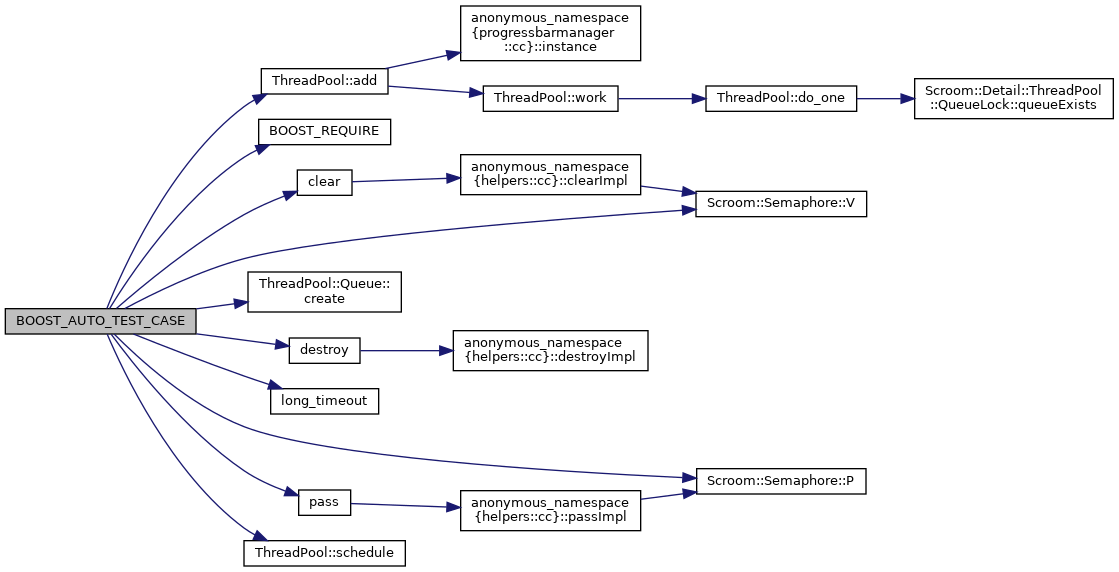 anonymous_namespace
{progressbarmanager
::cc}::instance
ThreadPool::add
ThreadPool::work
ThreadPool::do_one
Scroom::Detail::ThreadPool
::QueueLock::queueExists
BOOST_REQUIRE
clear
anonymous_namespace
{helpers::cc}::clearImpl
Scroom::Semaphore::V
ThreadPool::Queue::
create
BOOST_AUTO_TEST_CASE
destroy
anonymous_namespace
{helpers::cc}::destroyImpl
long_timeout
Scroom::Semaphore::P
pass
anonymous_namespace
{helpers::cc}::passImpl
ThreadPool::schedule